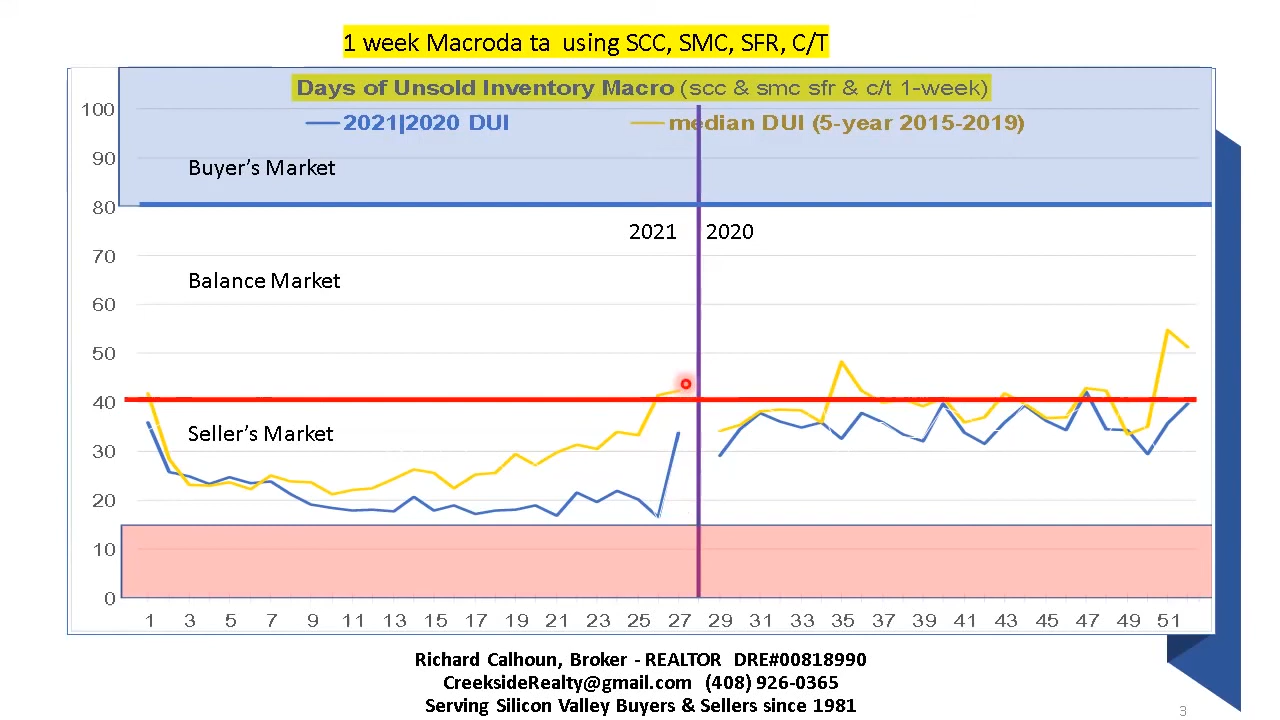 1 week Macroda ta using SCC, SMC, SFR, C/T
Days of Unsold Inventory Macro (scc & smc sfr & c/t 1-week)
2021|2020 DUI
median DUI (5-year 2015-2019)
100
90
80
70
60
50
40
30
20
10
0
Buyer's Market
2021
2020
Balance Market
Seller's Market
1 3 5 7 9 11 13 15 17 19 21 23 25 27 29 31 33 35 37 39 41 43 45 47 49 51
Richard Calhoun, Broker - REALTOR DRE#00818990
CreeksideRealty@gmail.com (408) 926-0365
Serving Silicon Valley Buyers & Sellers since 1981
3